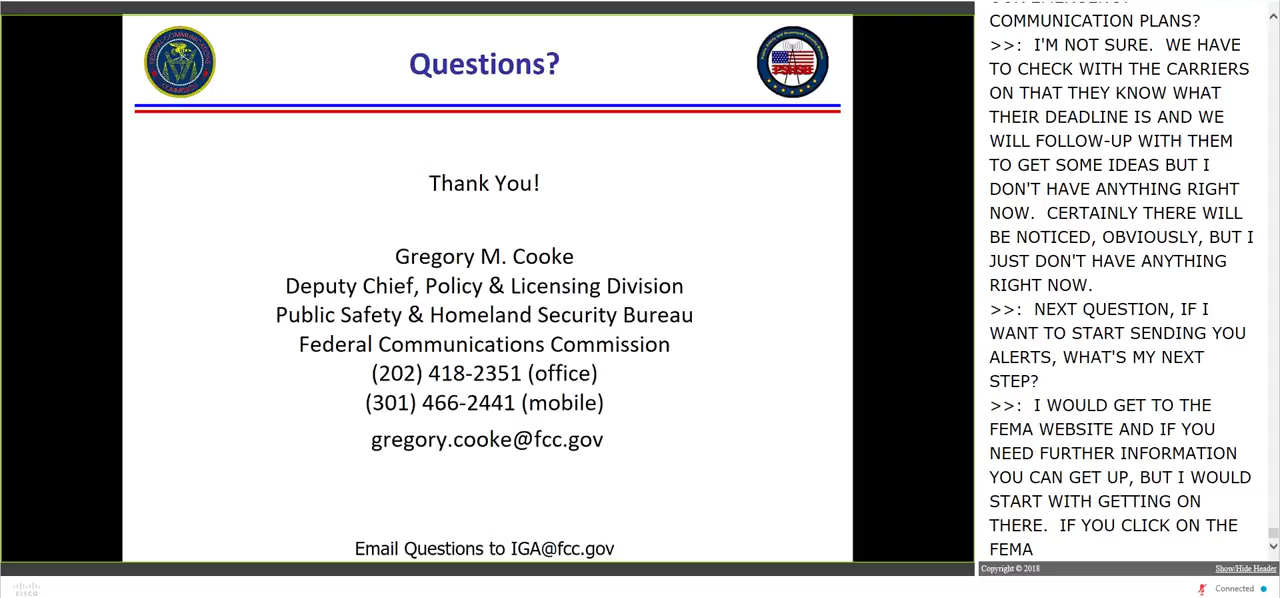 Questions?
Thank You!
Gregory M. Cooke
Deputy Chief, Policy & Licensing Division
Public Safety & Homeland Security Bureau
Federal Communications Commission
(202) 418-2351 (office)
(301) 466-2441 (mobile)
gregory.cooke@fcc.gov
Email Questions to IGA@fcc.gov
COMMUNICATION PLANS?
>>: I'M NOT SURE. WE HAVE
TO CHECK WITH THE CARRIERS
ON THAT THEY KNOW WHAT
THEIR DEADLINE IS AND WE
WILL FOLLOW-UP WITH THEM
TO GET SOME IDEAS BUT I
DON'T HAVE ANYTHING RIGHT
NOW. CERTAINLY THERE WILL
BE NOTICED, OBVIOUSLY, BUT I
JUST DON'T HAVE ANYTHING
RIGHT NOW.
>>: NEXT QUESTION, IF I
WANT TO START SENDING YOU
ALERTS, WHAT'S MY NEXT
STEP?
>>: I WOULD GET TO THE
FEMA WEBSITE AND IF YOU
NEED FURTHER INFORMATION
YOU CAN GET UP, BUT I WOULD
START WITH GETTING ON
THERE. IF YOU CLICK ON THE
FEMA
Copyright © 2018 Show/Hide Header
CISCO
Connected